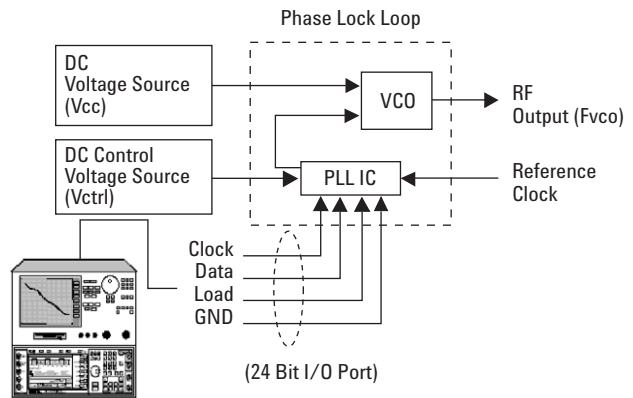 Phase Lock Loop
DC
Voltage Source
(Vcc)
VCO
RF
Output (Fvco)
DC Control
Voltage Source
(Vctrl)
PLL IC
Reference
Clock
Clock
Data
Load
GND
(24 Bit I/O Port)